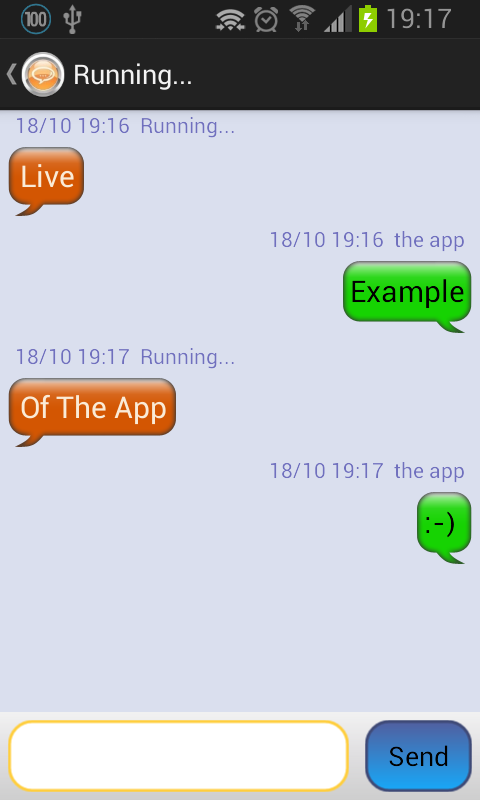 100 19:17
Running...
18/10 19:16 Running...
Live
18/10 19:16 the app
Example
18/10 19:17 Running...
Of The App
18/10 19:17 the app
:-)
Send